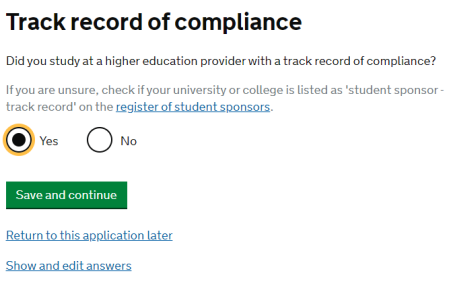 Track record of compliance
Did you study at a higher education provider with a track record of compliance?
If you are unsure, check if your university or college is listed as 'student sponsor -
track record' on the register of student sponsors.
Yes No
Save and continue
Return to this application later
Show and edit answers